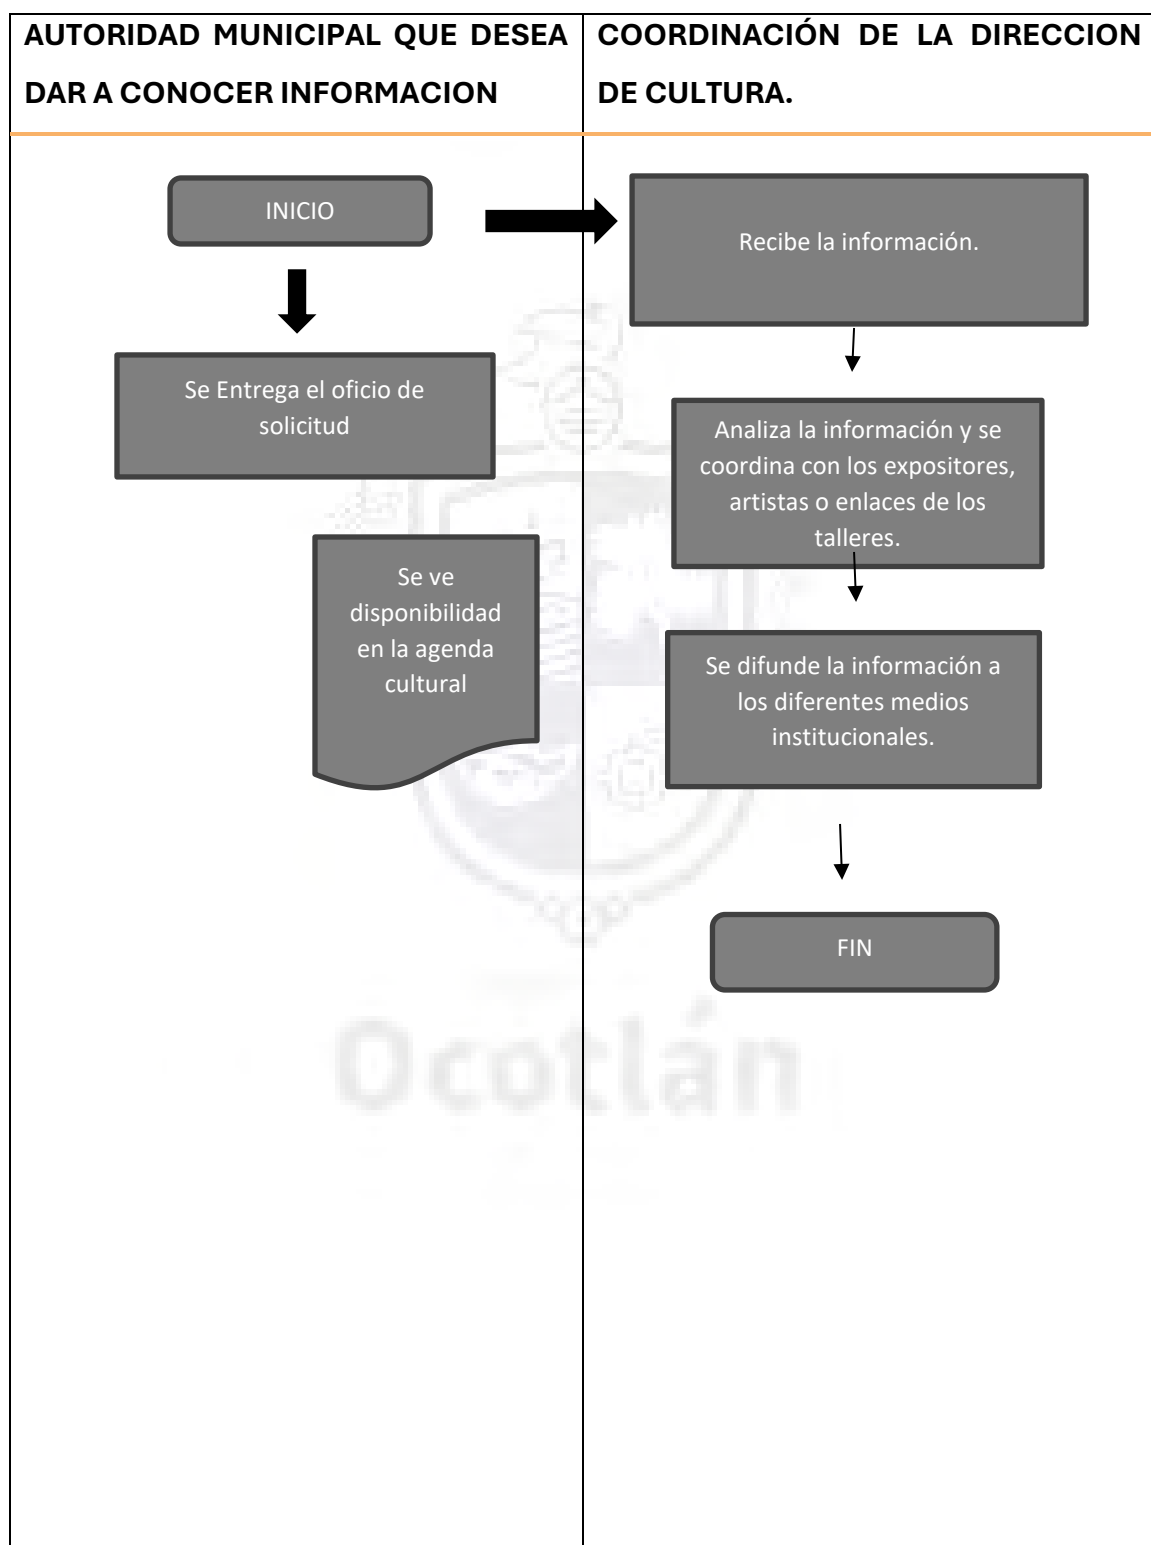 AUTORIDAD MUNICIPAL QUE DESEA
DAR A CONOCER INFORMACION
COORDINACIÓN DE LA DIRECCION
DE CULTURA.
INICIO
Se Entrega el oficio de
solicitud
Se ve
disponibilidad
en la agenda
cultural
Recibe la información.
Analiza la información y se
coordina con los expositores,
artistas o enlaces de los
talleres.
Se difunde la información a
los diferentes medios
institucionales.
FIN
Ocotlán